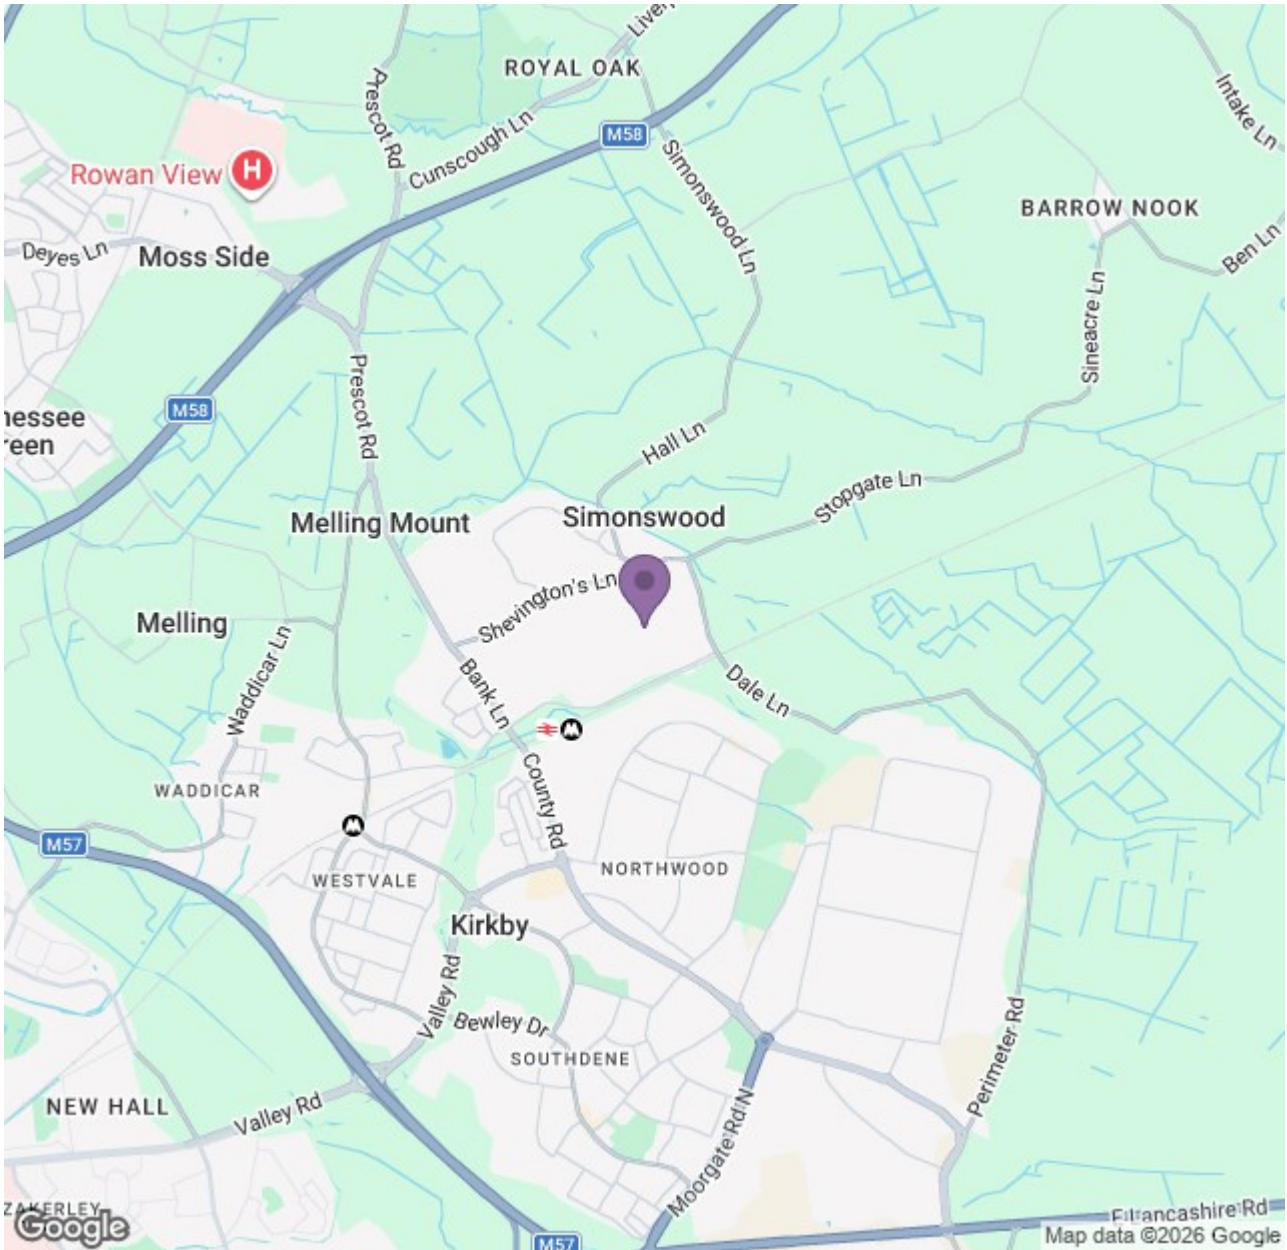 Liver
ROYAL OAK
M58
Prescot Rd
Cunscough Ln
Intake Ln
Rowan View
H
Simonswood Ln
BARROW NOOK
Deyes Ln
Moss Side
Ben Ln
Sineacre Ln
Prescot Rd
M58
nessee
reen
Hall Ln
Stopgate Ln
Melling Mount
Simonswood
Shevington's Ln
Melling
Waddicar Ln
Bank Ln
Dale Ln
County Rd
WADDICAR
M57
WESTVALE
NORTHWOOD
Kirkby
Valley Rd
Bewley Dr
SOUTHDENE
Perimeter Rd
NEW HALL
Valley Rd
Moorgate Rd N
ZAKERLEY
E Lancashire Rd
Google
M57
Map data ©2026 Google